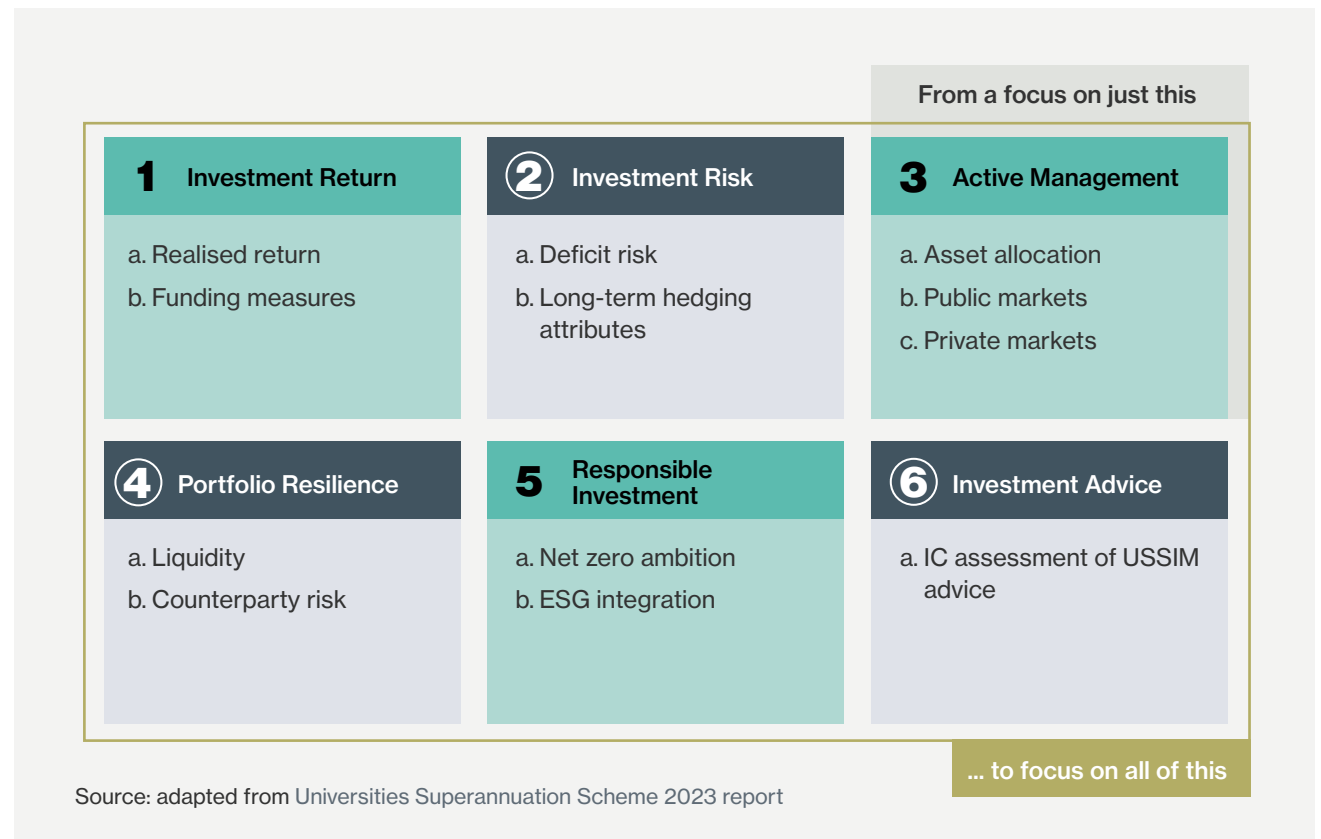 From a focus on just this
1 Investment Return
a. Realised return
b. Funding measures
2 Investment Risk
a. Deficit risk
b. Long-term hedging
attributes
3 Active Management
a. Asset allocation
b. Public markets
c. Private markets
4 Portfolio Resilience
a. Liquidity
b. Counterparty risk
5 Responsible
Investment
a. Net zero ambition
b. ESG integration
6 Investment Advice
a. IC assessment of USSIM
advice
... to focus on all of this
Source: adapted from Universities Superannuation Scheme 2023 report